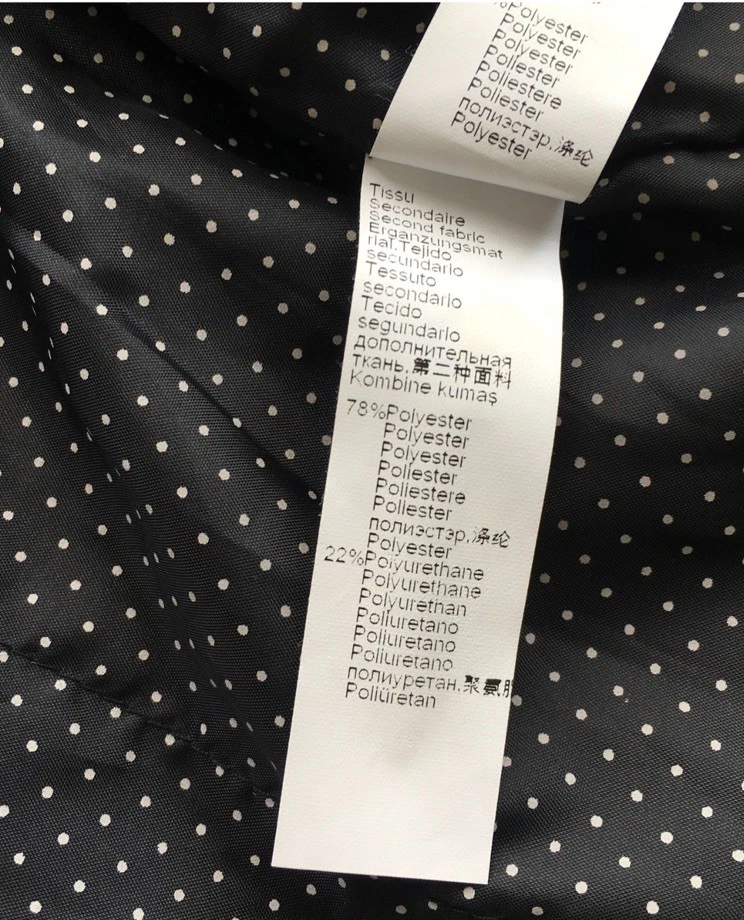 %Polyester
Polyester
Polyester
Poliester
Poliestere
Poliester
полиэстэр,涤纶
Polyester
Tissu
Secondaire
Second fabric
Erganzungsmat
rial,Tejido
secundario
Tessuto
secondario
Tecido
segundario
дополнительная
ткань,第二种面料
Kombine kumaş
78%Polyester
Polyester
Polyester
Poliester
Poliestere
Poliester
полиэстэр,涤纶
Polyester
22%Polyurethane
Polyurethane
Polyurethan
Poliuretano
Poliuretano
Poliuretano
полиуретан,聚氨
Poliüretan